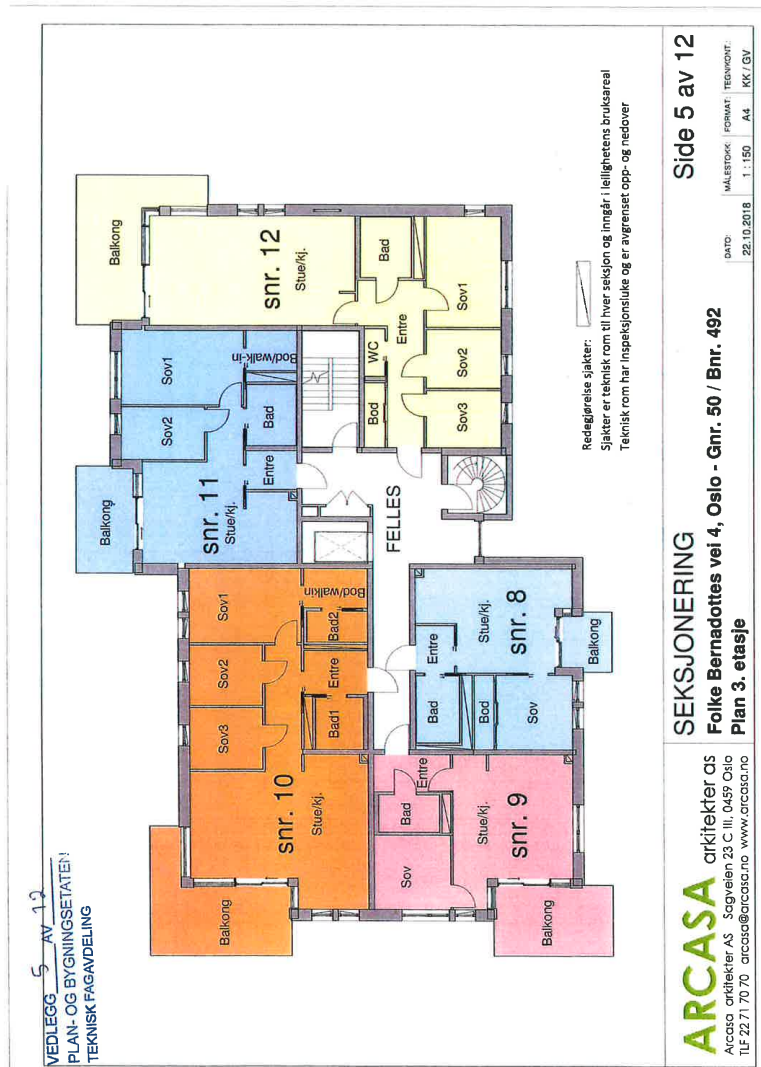 VEDLEGG 5 AV 12
PLAN- OG BYGNINGSETATEN!
TEKNISK FAGAVDELING
Balkong
snr. 10
Stue/kj.
Sov3
Sov2
Sov1
Bad1
Entre
Bad2
Bod/walkin
Balkong
snr. 11
Stue/kj.
Sov2
Sov1
Entre
Bad
Bod/walk-in
Balkong
snr. 12
Stue/kj.
Bad
WC
Entre
Bod
Sov3
Sov2
Sov1
FELLES
Balkong
snr. 9
Stue/kj.
Sov
Bad
Entre
Balkong
snr. 8
Stue/kj.
Entre
Bad
Bod
Sov
Redegjørelse sjakter:
Sjakter er teknisk rom til hver seksjon og inngår i leilighetens bruksareal
Teknisk rom har Inspeksjonsluke og er avgrenset opp- og nedover
ARCASA arkitekter as
Arcasa arkitekter AS Sagveien 23 C III, 0459 Oslo
TLF 22 71 70 70 arcasa@arcasa.no www.arcasa.no
SEKSJONERING
Folke Bernadottes vei 4, Oslo - Gnr. 50 / Bnr. 492
Plan 3. etasje
Side 5 av 12
DATO: MÅLESTOKK: FORMAT: TEGN/KONT.:
22.10.2018 1 : 150 A4 KK / GV